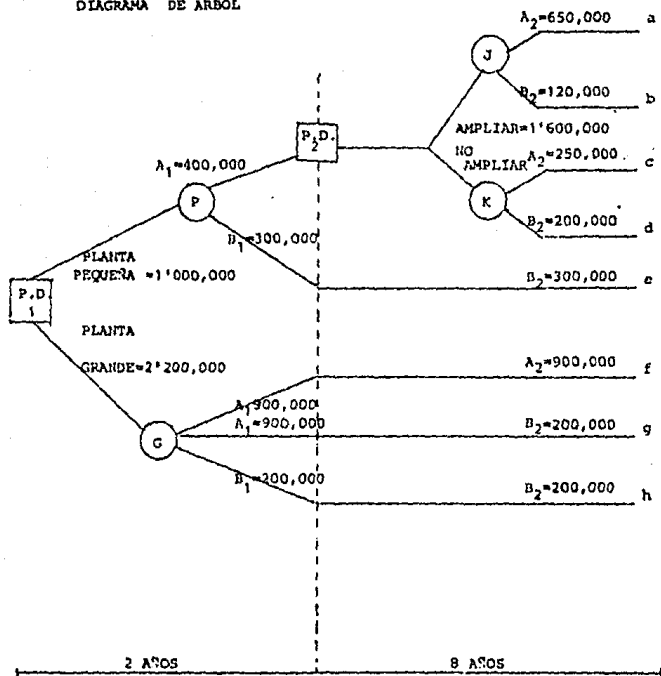 DIAGRAMA DE ARBOL
A2=650,000 a
J
B2=120,000 b
P.D.
2
AMPLIAR=1'600,000
NO
AMPLIAR
A2=250,000 c
A1=400,000
P
K
B2=200,000 d
B1=300,000
PLANTA
PEQUEÑA =1'000,000
B2=300,000 e
P.D
1
PLANTA
GRANDE=2'200,000
A2=900,000 f
A1 900,000
A1=900,000
B2=200,000 g
G
B1=200,000
B2=200,000 h
2 AÑOS 8 AÑOS